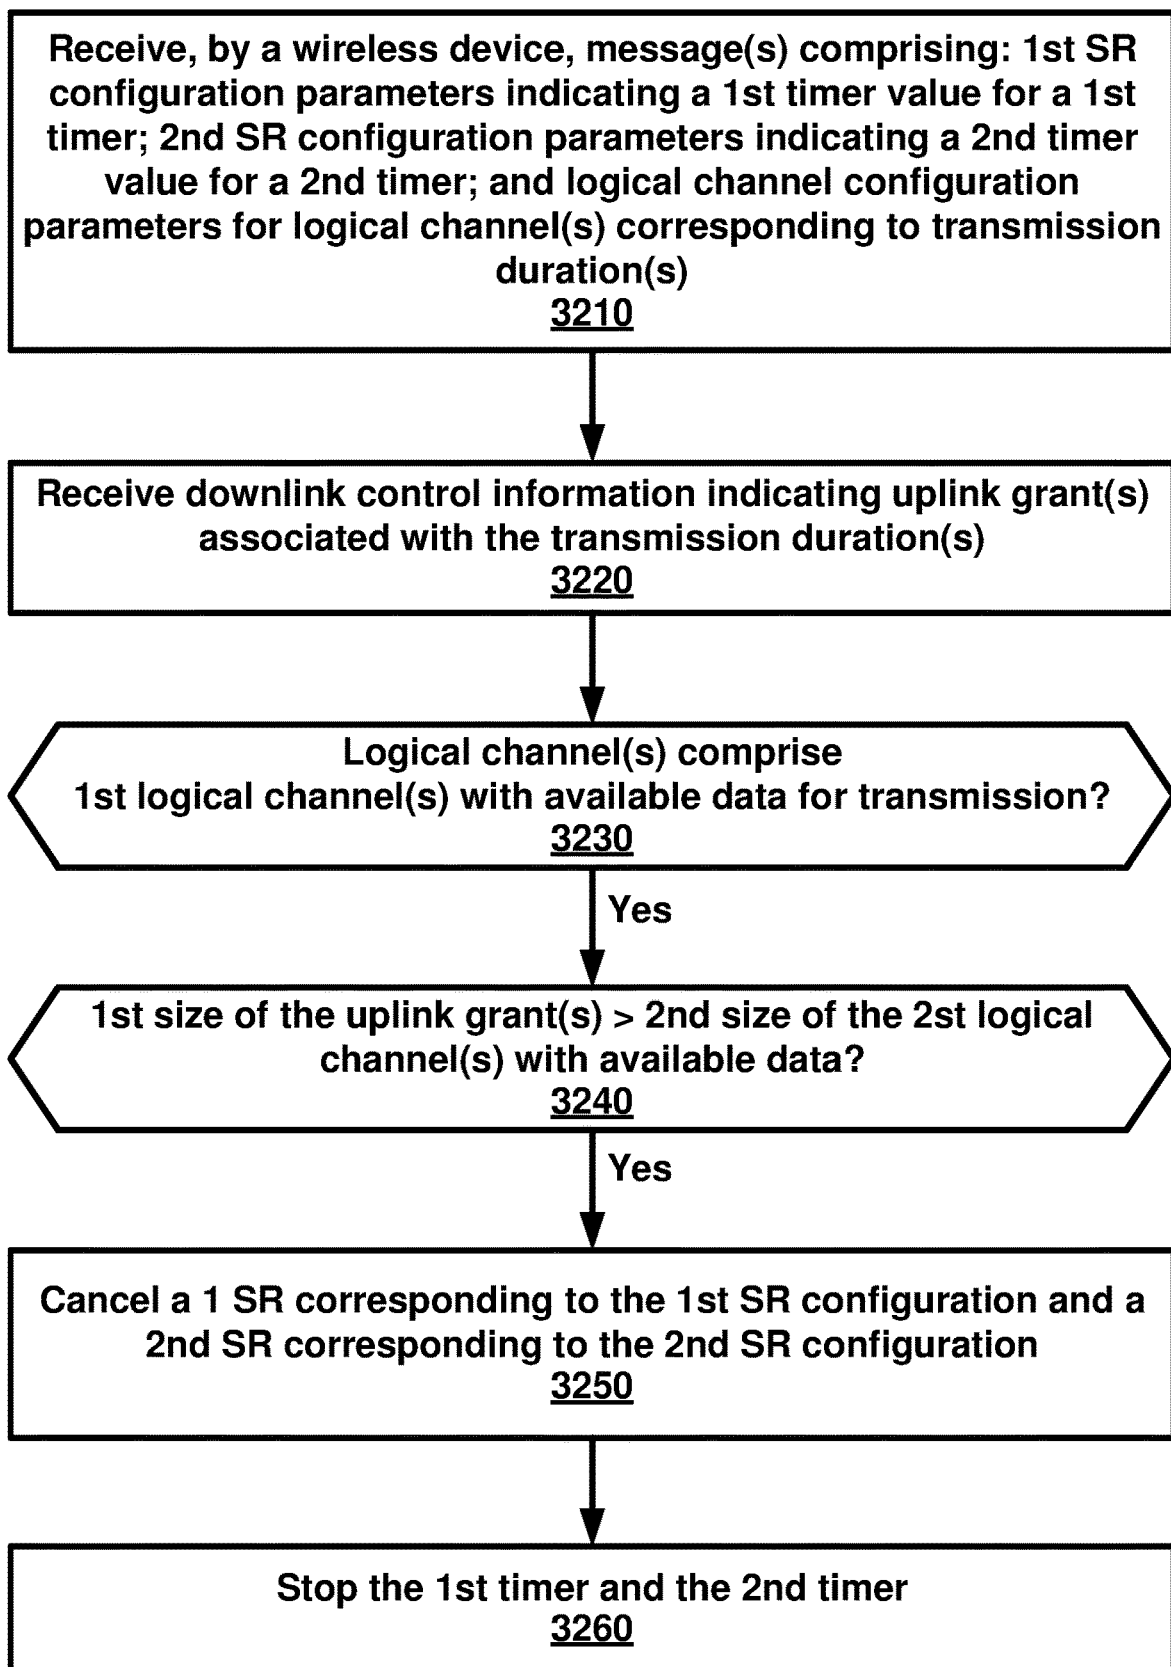 Receive, by a wireless device, message(s) comprising: 1st SR
configuration parameters indicating a 1st timer value for a 1st
timer; 2nd SR configuration parameters indicating a 2nd timer
value for a 2nd timer; and logical channel configuration
parameters for logical channel(s) corresponding to transmission
duration(s)
3210
Receive downlink control information indicating uplink grant(s)
associated with the transmission duration(s)
3220
Logical channel(s) comprise
1st logical channel(s) with available data for transmission?
3230
Yes
1st size of the uplink grant(s) > 2nd size of the 2st logical
channel(s) with available data?
3240
Yes
Cancel a 1 SR corresponding to the 1st SR configuration and a
2nd SR corresponding to the 2nd SR configuration
3250
Stop the 1st timer and the 2nd timer
3260